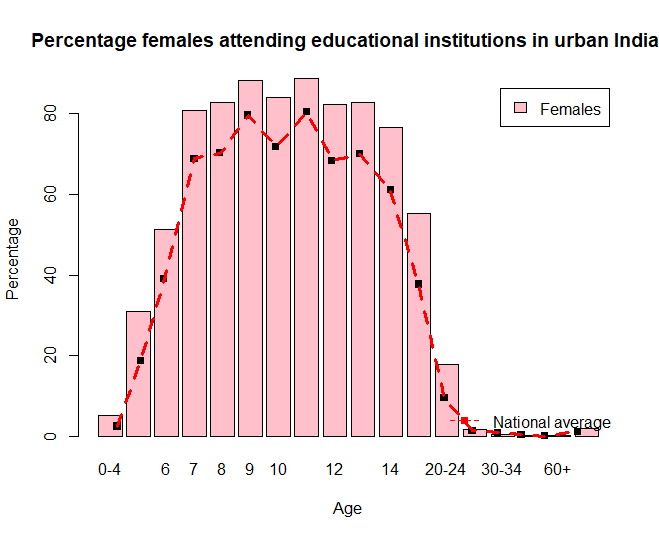 Percentage females attending educational institutions in urban India
Females
80
60
40
20
0
Percentage
National average
0-4 6 7 8 9 10 12 14 20-24 30-34 60+
Age